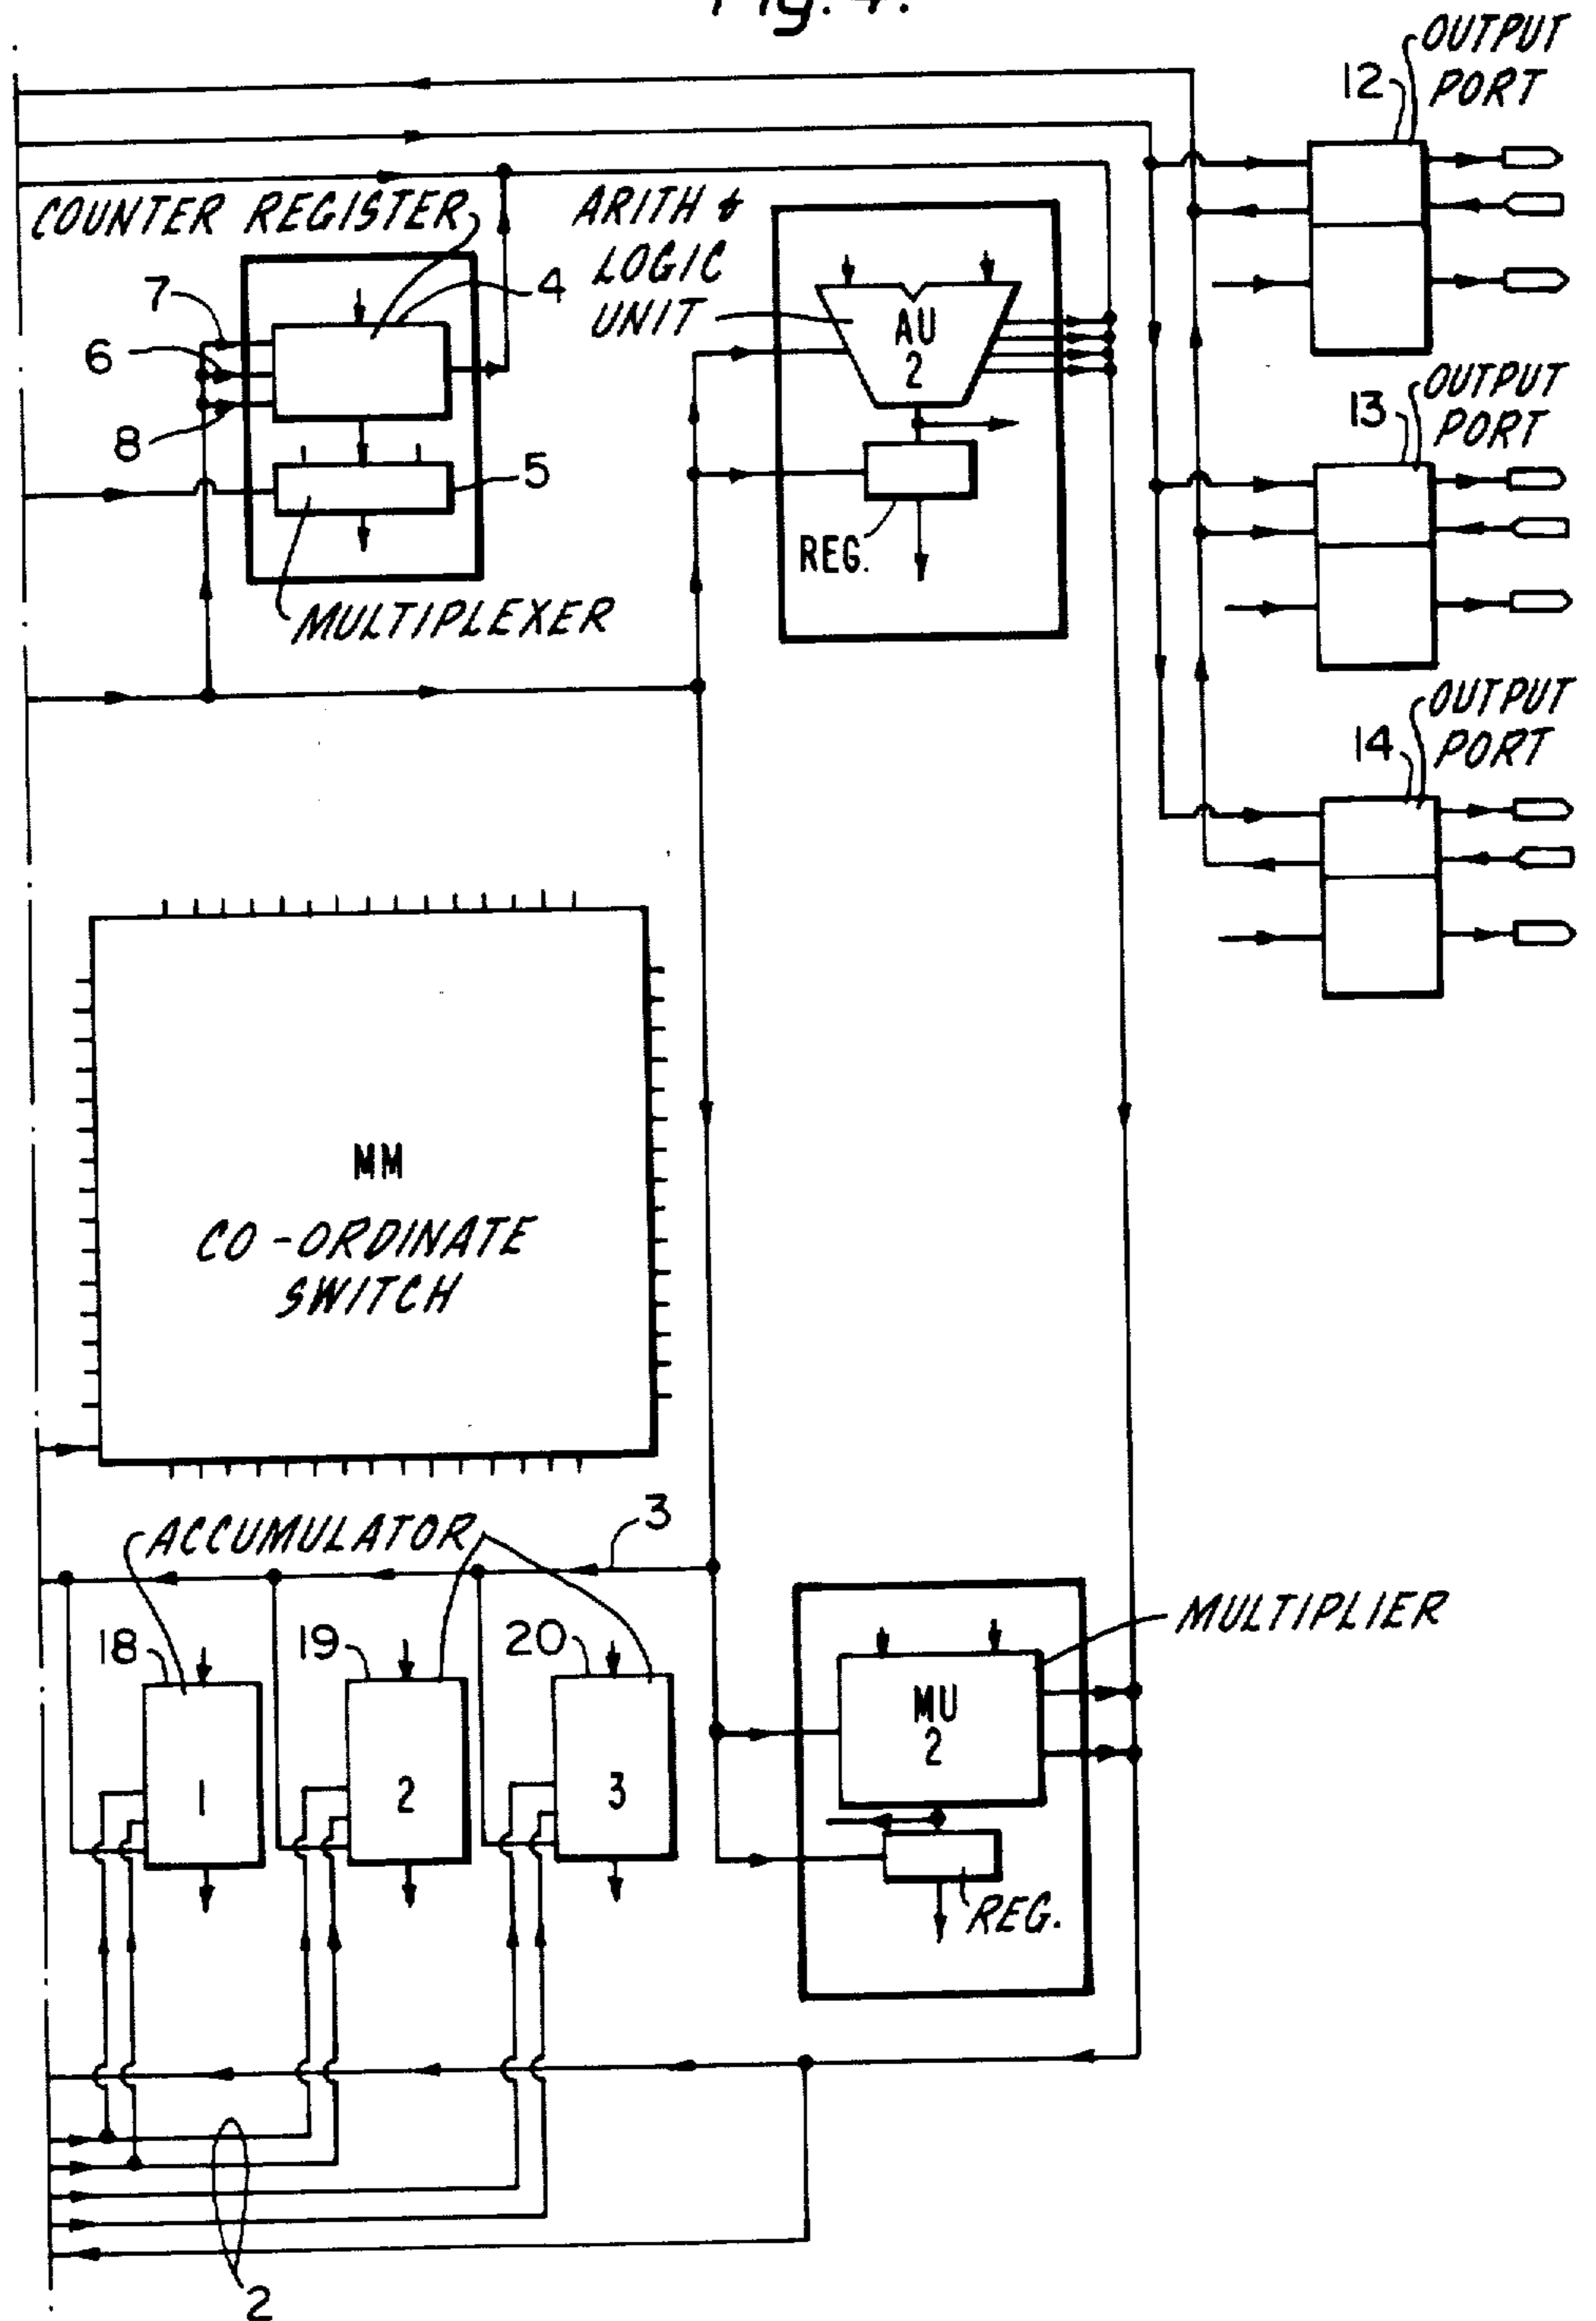 Fig. 4.
OUTPUT
PORT
12
COUNTER REGISTER
ARITH &
LOGIC
UNIT
7
4
6
8
5
AU
2
REG.
MULTIPLEXER
OUTPUT
PORT
13
OUTPUT
PORT
14
MM
CO-ORDINATE
SWITCH
ACCUMULATOR
3
18
19
20
1
2
3
MULTIPLIER
MU
2
REG.
2